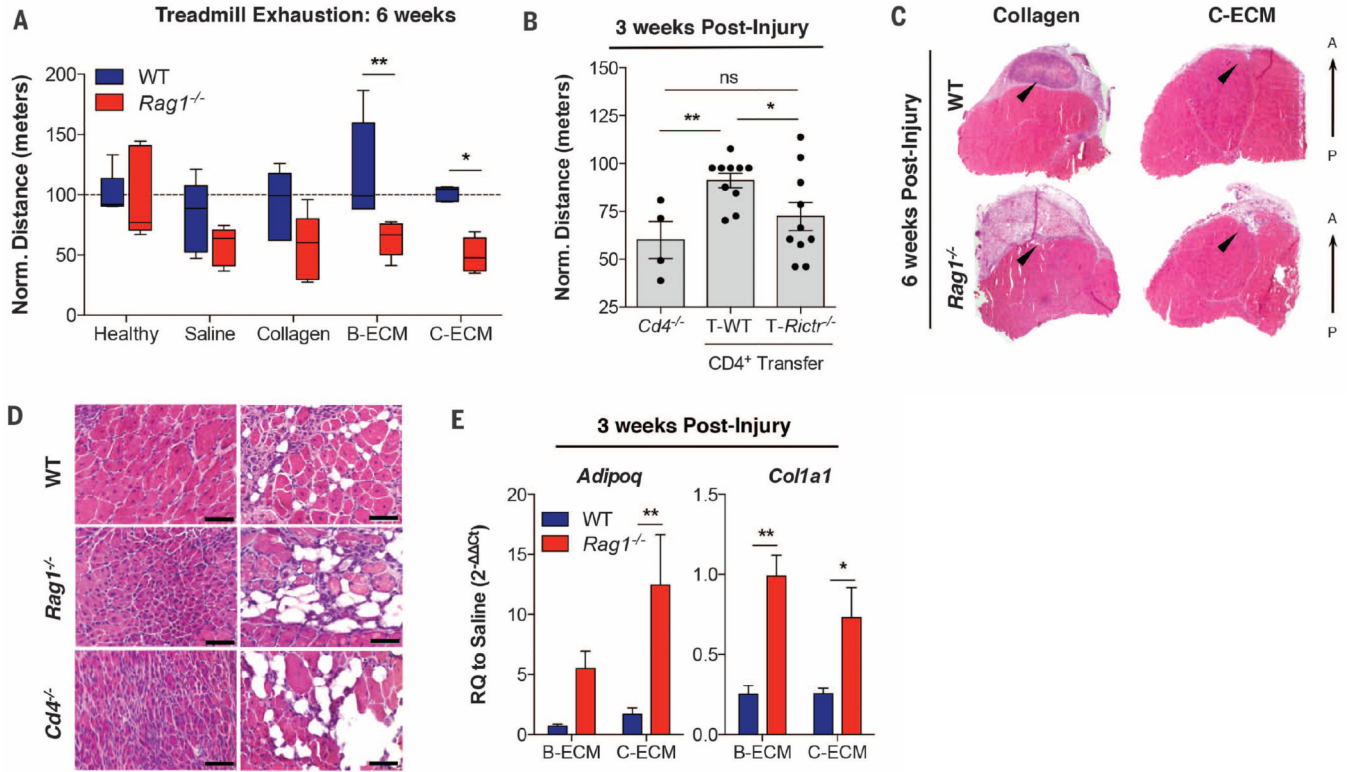 A
Treadmill Exhaustion: 6 weeks
Norm. Distance (meters)
200
150
100
50
0
WT
Rag1-/-
**
*
Healthy
Saline
Collagen
B-ECM
C-ECM
B
3 weeks Post-Injury
Norm. Distance (meters)
150
125
100
75
50
25
ns
**
*
Cd4-/-
T-WT
T-Rictr-/-
CD4+ Transfer
C
Collagen
C-ECM
6 weeks Post-Injury
WT
Rag1-/-
A
P
A
P
D
WT
Rag1-/-
Cd4-/-
E
3 weeks Post-Injury
Adipoq
Col1a1
RQ to Saline (2-ΔΔCt)
20
15
10
5
0
WT
Rag1-/-
**
B-ECM
C-ECM
1.5
1.0
0.5
0.0
**
*
B-ECM
C-ECM